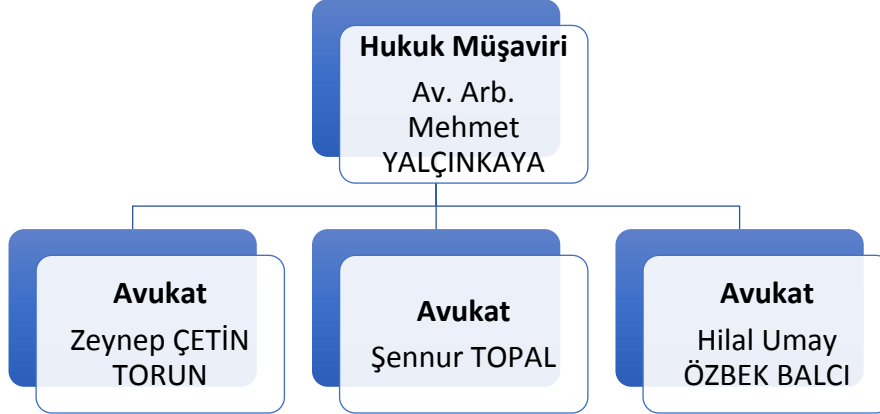 Hukuk Müşaviri
Av. Arb.
Mehmet
YALÇINKAYA
Avukat
Zeynep ÇETİN
TORUN
Avukat
Şennur TOPAL
Avukat
Hilal Umay
ÖZBEK BALCI